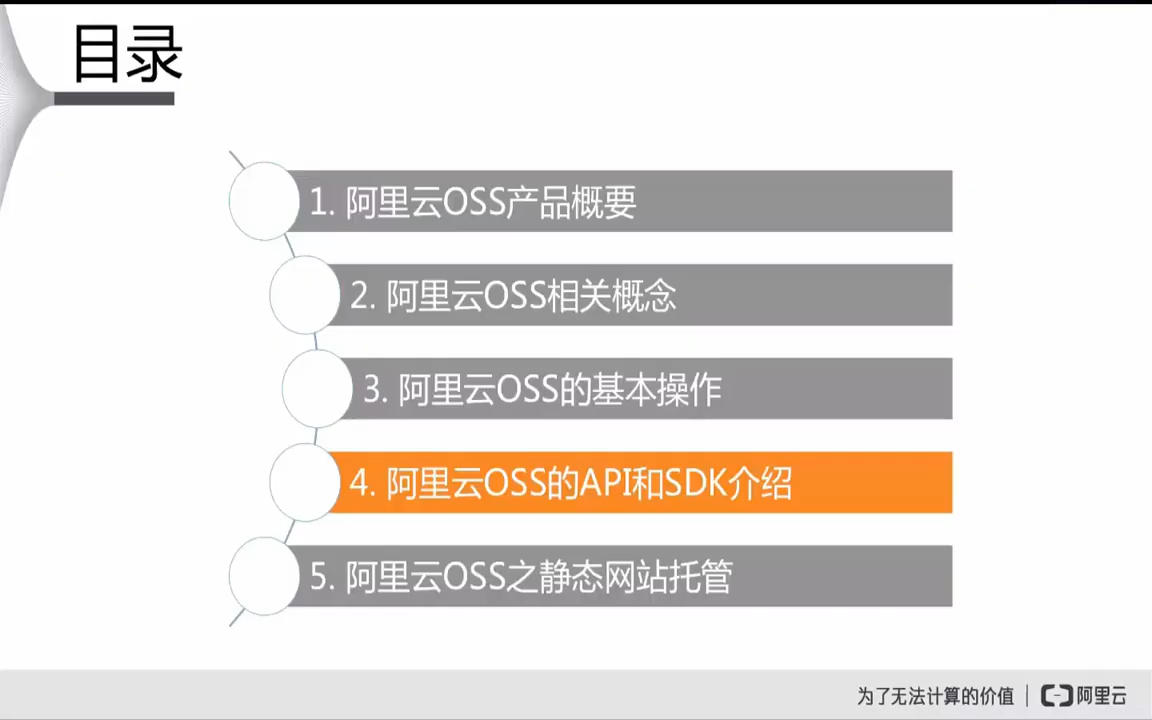 目录
1. 阿里云OSS产品概要
2. 阿里云OSS相关概念
3. 阿里云OSS的基本操作
4. 阿里云OSS的API和SDK介绍
5. 阿里云OSS之静态网站托管
为了无法计算的价值 | 阿里云